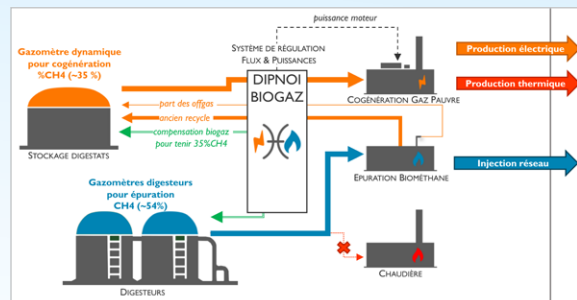 puissance moteur
Gazomètre dynamique
pour cogénération
%CH4 (~35 %)
SYSTÈME DE RÉGULATION
FLUX & PUISSANCES
DIPNOI
BIOGAZ
Production électrique
Production thermique
COGÉNÉRATION GAZ PAUVRE
part des offgas
ancien recycle
compensation biogaz
pour tenir 35%CH4
STOCKAGE DIGESTATS
Gazomètres digesteurs
pour épuration
CH4 (~54%)
Injection réseau
EPURATION BIOMÉTHANE
CHAUDIÈRE
DIGESTEURS